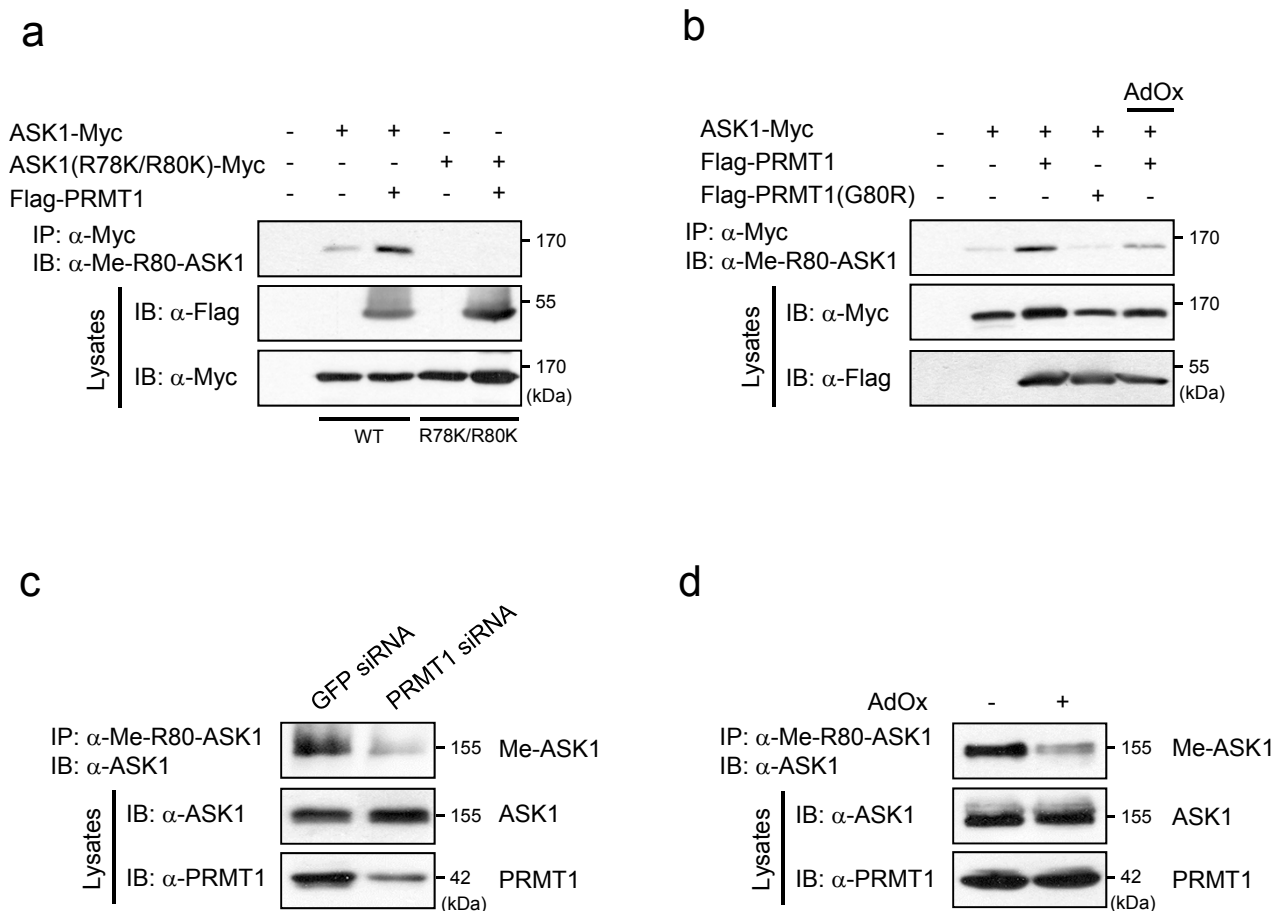 a
ASK1-Myc - + + - -
ASK1(R78K/R80K)-Myc - - - + +
Flag-PRMT1 - - + - +
IP: α-Myc
IB: α-Me-R80-ASK1
170
Lysates
IB: α-Flag
55
IB: α-Myc
170
(kDa)
WT R78K/R80K
b
AdOx
ASK1-Myc - + + + +
Flag-PRMT1 - - + - +
Flag-PRMT1(G80R) - - - + -
IP: α-Myc
IB: α-Me-R80-ASK1
170
Lysates
IB: α-Myc
170
IB: α-Flag
55
(kDa)
c
GFP siRNA
PRMT1 siRNA
IP: α-Me-R80-ASK1
IB: α-ASK1
155 Me-ASK1
Lysates
IB: α-ASK1
155 ASK1
IB: α-PRMT1
42 PRMT1
(kDa)
d
AdOx - +
IP: α-Me-R80-ASK1
IB: α-ASK1
155 Me-ASK1
Lysates
IB: α-ASK1
155 ASK1
IB: α-PRMT1
42 PRMT1
(kDa)